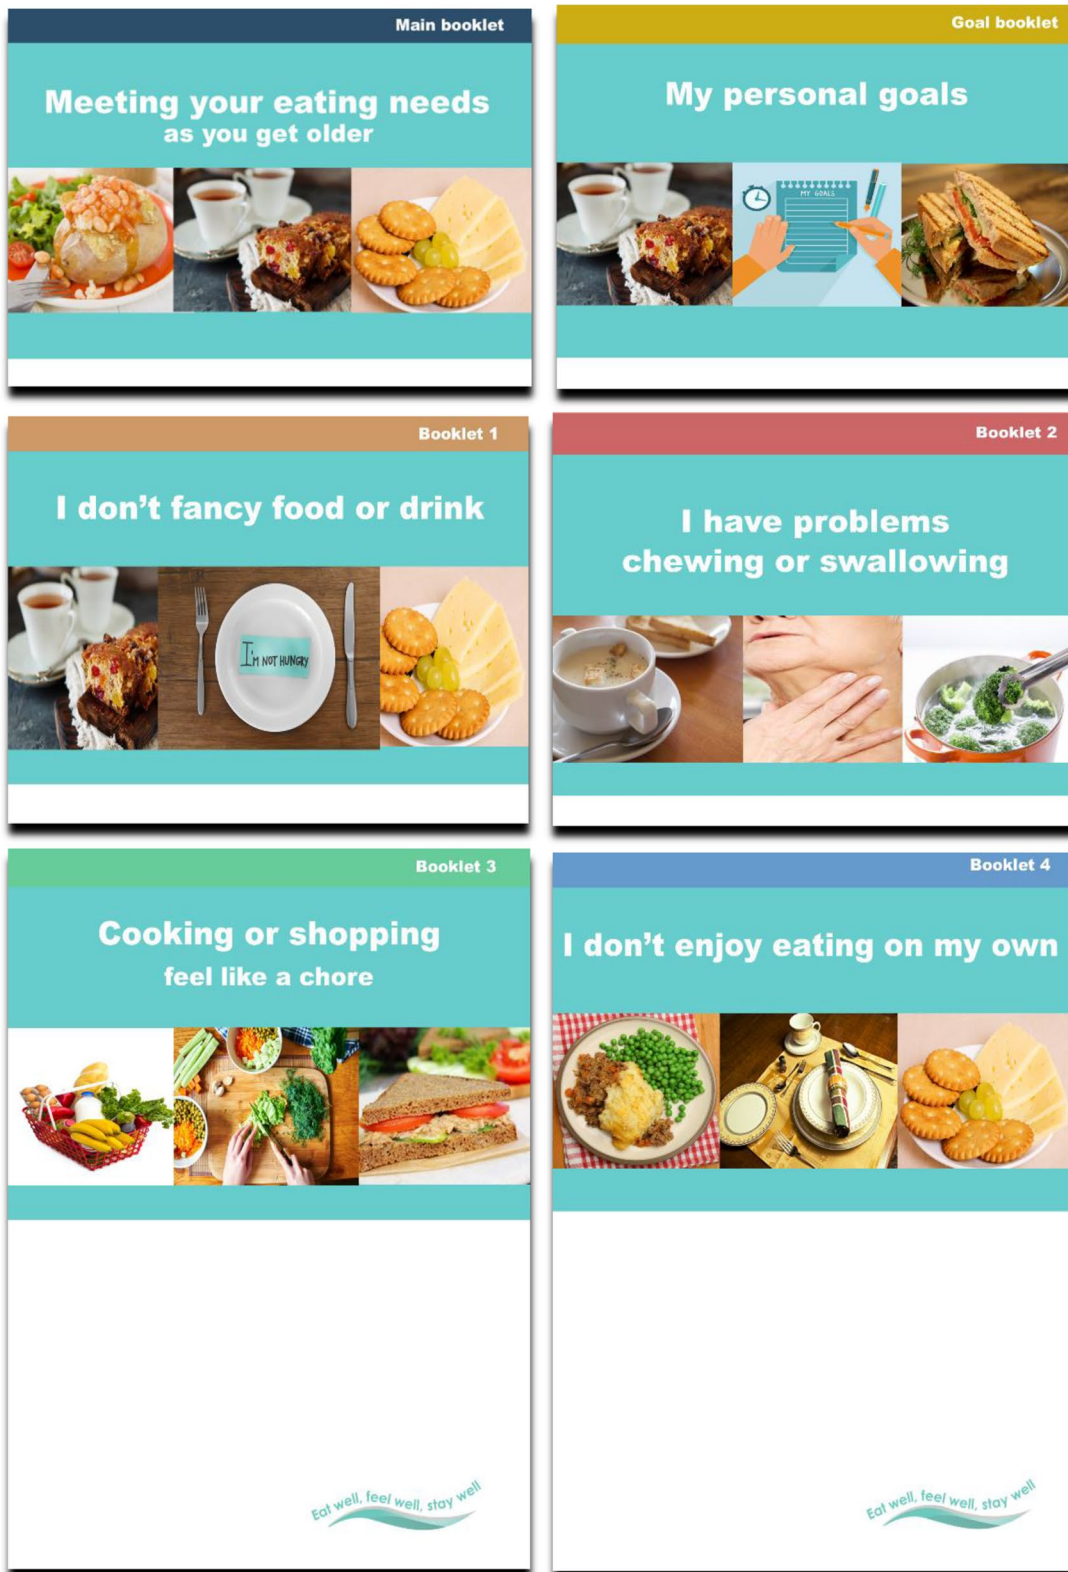 Main booklet
Meeting your eating needs
as you get older
Goal booklet
My personal goals
MY GOALS
Booklet 1
I don't fancy food or drink
I'M NOT HUNGRY
Booklet 2
I have problems
chewing or swallowing
Booklet 3
Cooking or shopping
feel like a chore
Eat well, feel well, stay well
Booklet 4
I don't enjoy eating on my own
Eat well, feel well, stay well